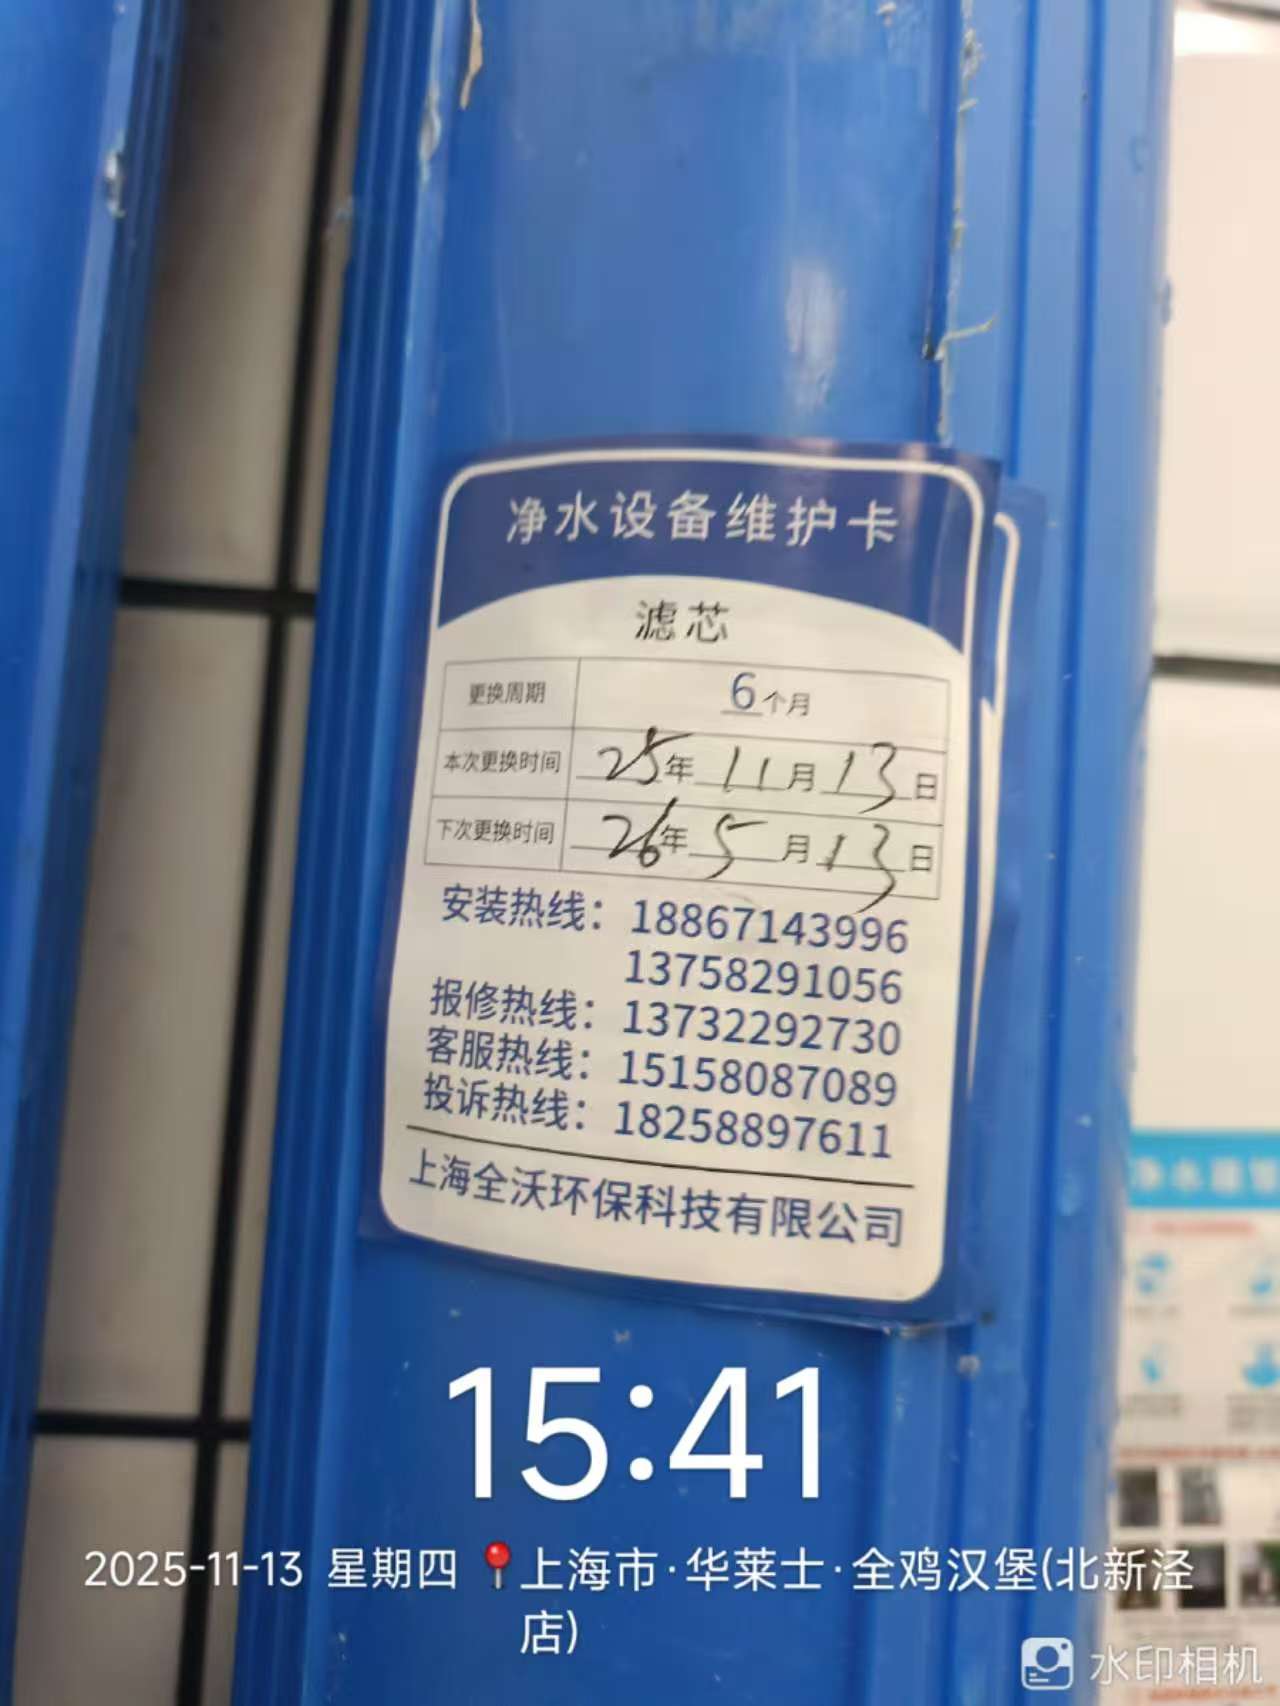 净水设备维护卡
滤芯
更换周期 6个月
本次更换时间 25年11月13日
下次更换时间 26年5月13日
安装热线：18867143996
13758291056
报修热线：13732292730
客服热线：15158087089
投诉热线：18258897611
上海全沃环保科技有限公司
15:41
2025-11-13 星期四 上海市·华莱士·全鸡汉堡(北新泾
店)
水印相机